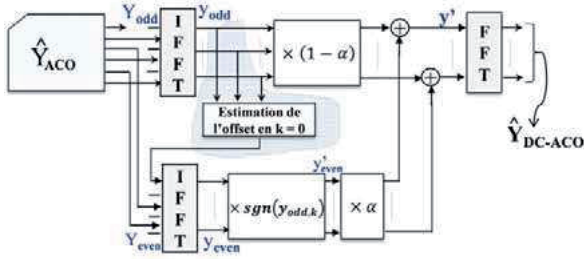 Ŷ_ACO
Y_odd
I F F T
y_odd
× (1 − α)
y'
F F T
Ŷ_DC-ACO
Estimation de
l'offset en k = 0
Y_even
I F F T
y_even
× sgn(y_odd,k)
y'_even
× α